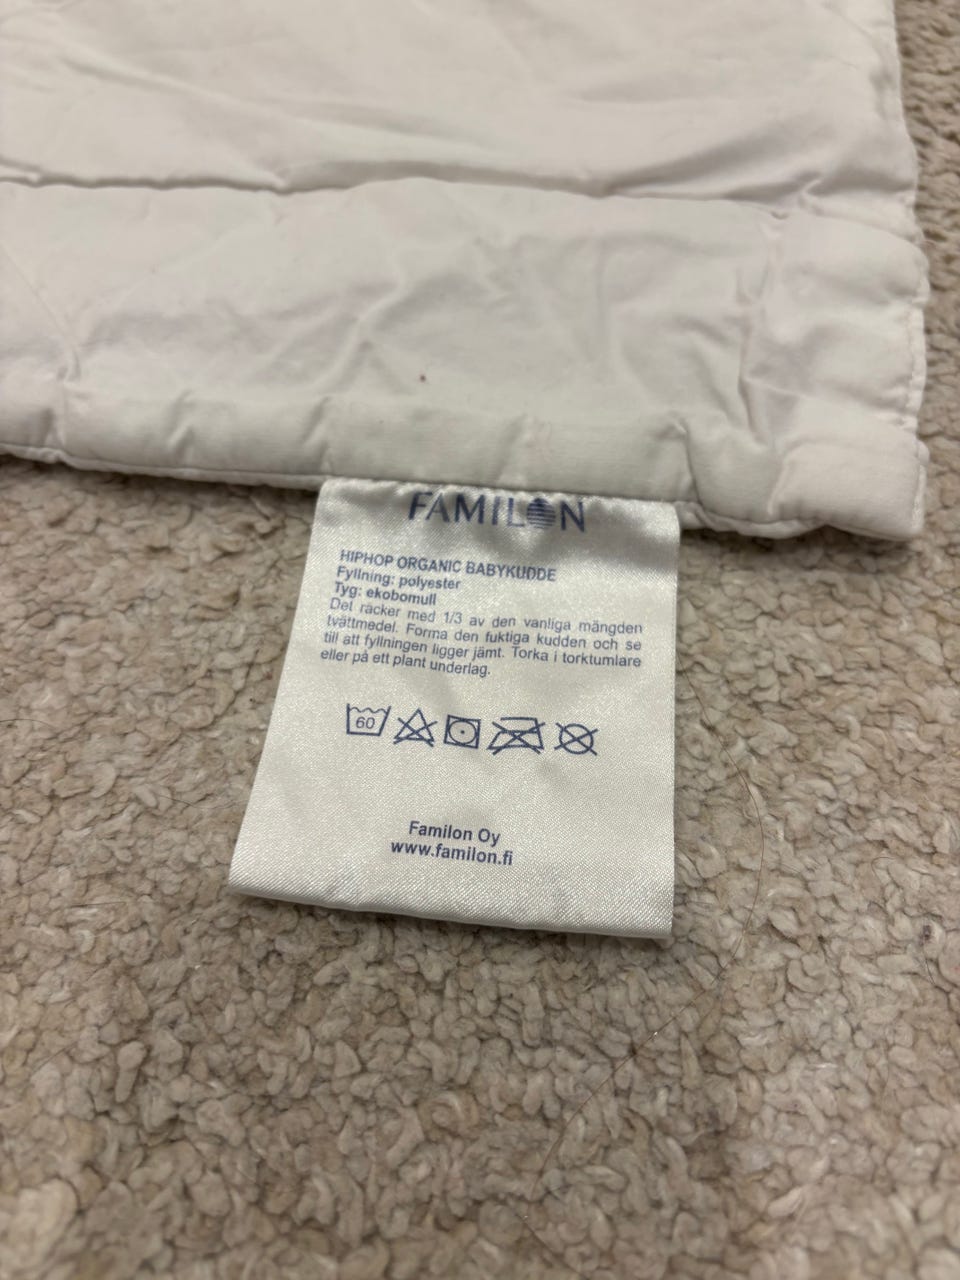 FAMILON
HIPHOP ORGANIC BABYKUDDE
Fyllning: polyester
Tyg: ekobomull
Det räcker med 1/3 av den vanliga mängden
tvättmedel. Forma den fuktiga kudden och se
till att fyllningen ligger jämt. Torka i torktumlare
eller på ett plant underlag.
60
Familon Oy
www.familon.fi